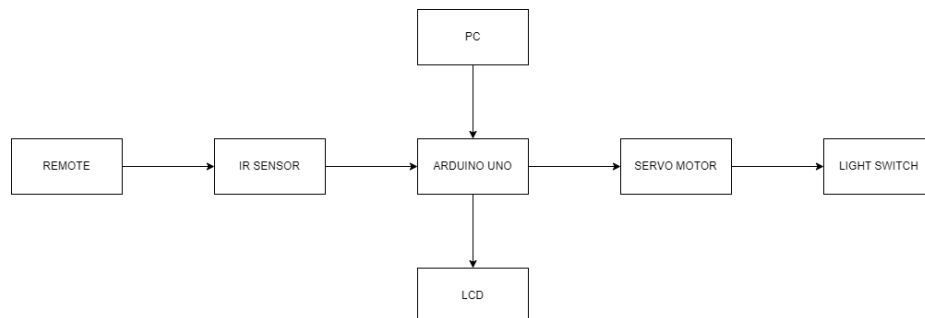 PC
REMOTE
IR SENSOR
ARDUINO UNO
SERVO MOTOR
LIGHT SWITCH
LCD